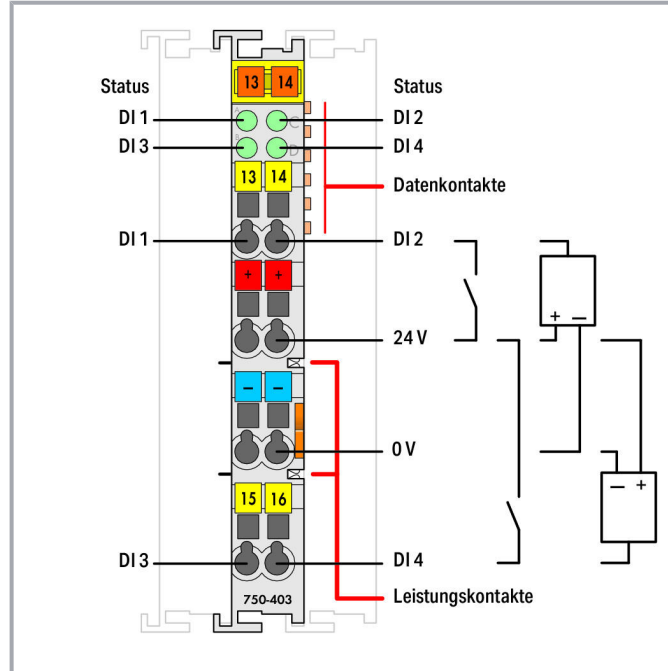 13 14
Status Status
A C
DI 1 DI 2
B D
DI 3 DI 4
13 14
Datenkontakte
DI 1 DI 2
+ +
+ –
24 V
– –
– +
0 V
15 16
DI 3 DI 4
750-403
Leistungskontakte